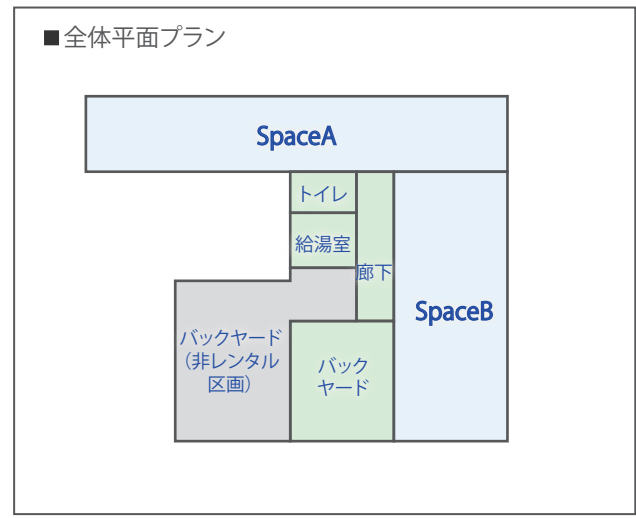 ■全体平面プラン
SpaceA
トイレ
給湯室
廊下
SpaceB
バックヤード
（非レンタル
区画）
バック
ヤード